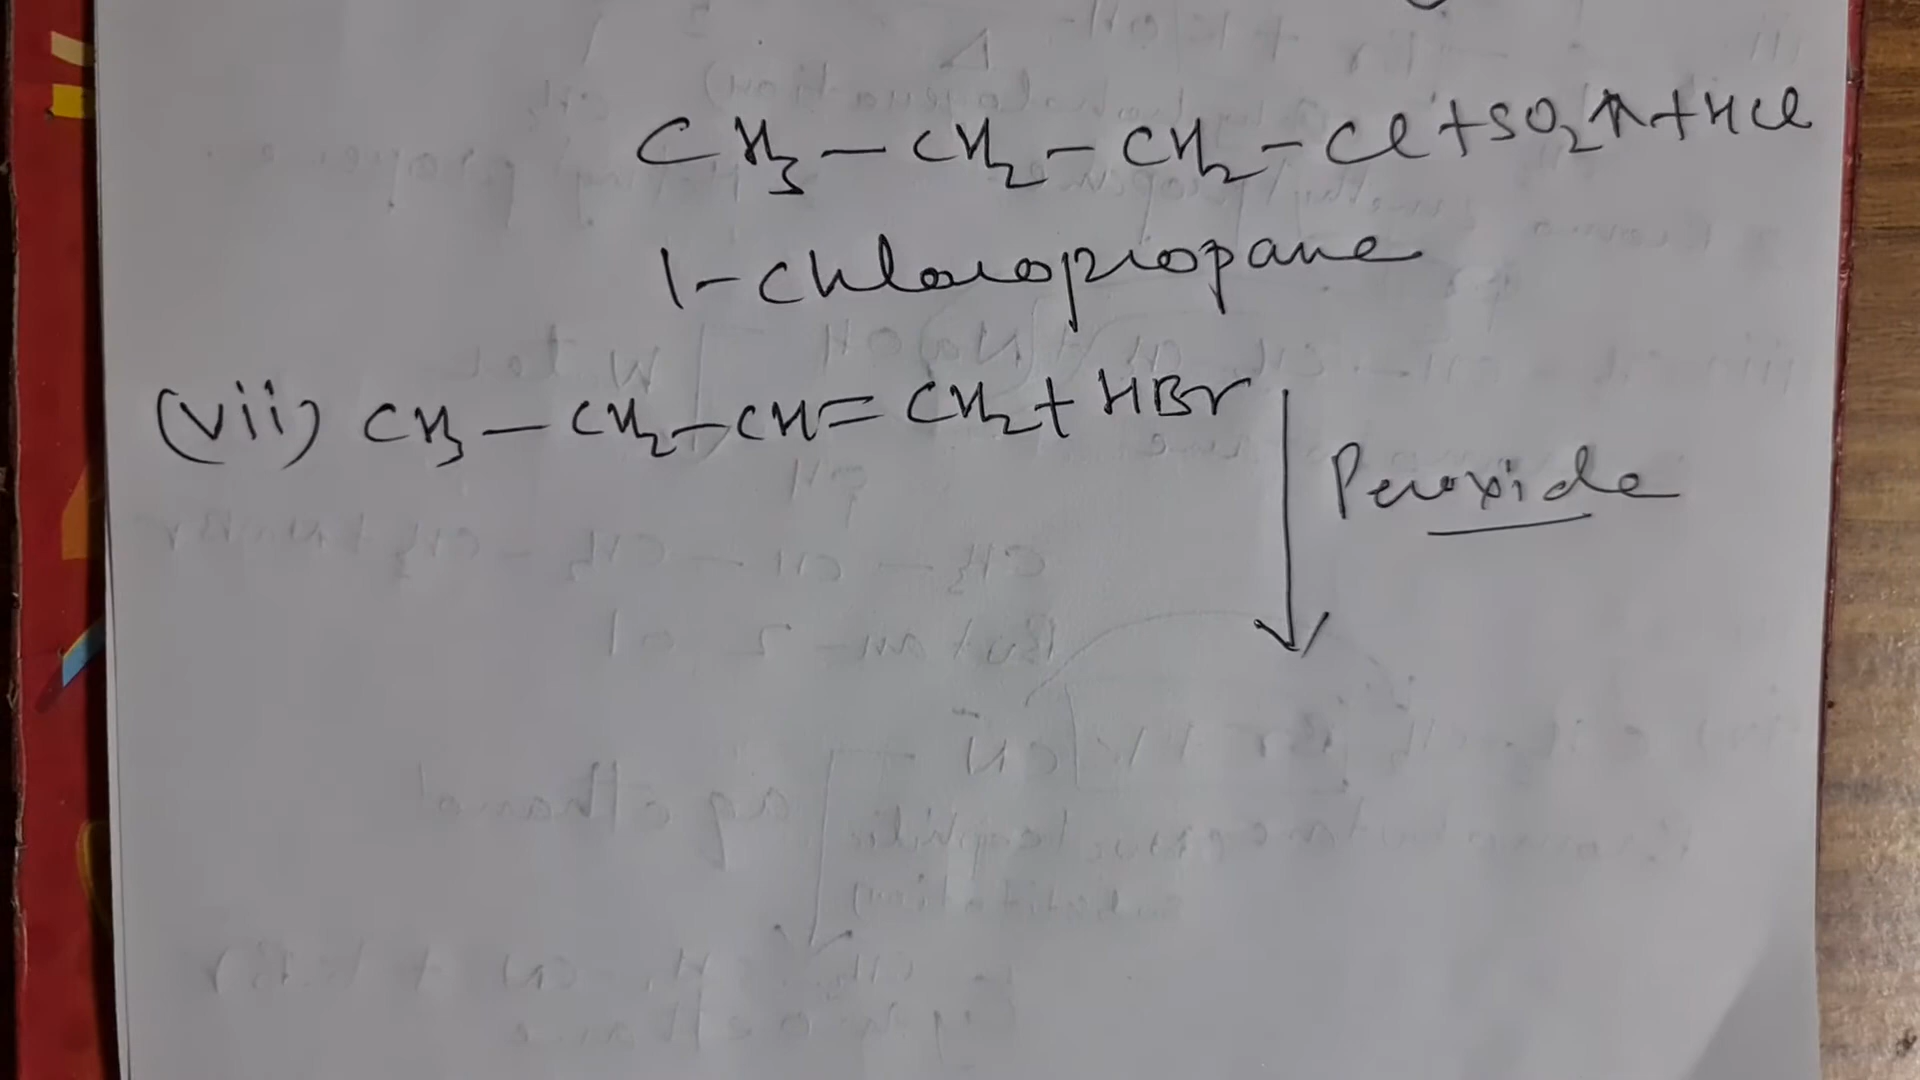 CH₃ – CH₂ – CH₂ – Cl + SO₂ ↑ + HCl
1-chloropropane
(vii) CH₃ – CH₂ – CH = CH₂ + HBr
Peroxide